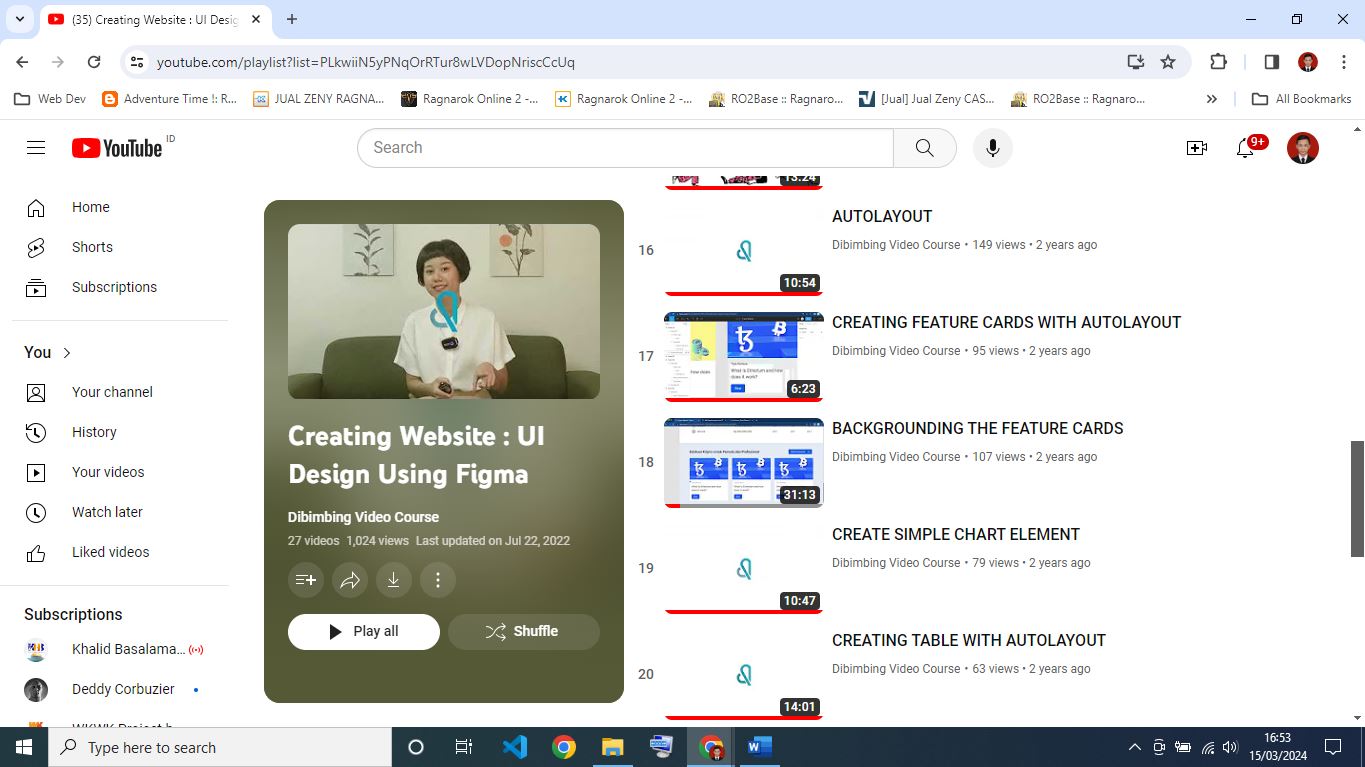 (35) Creating Website : UI Desig
youtube.com/playlist?list=PLkwiiN5yPNqOrRTur8wLVDopNriscCcUq
Web Dev
Adventure Time !: R...
JUAL ZENY RAGNA...
Ragnarok Online 2 -...
Ragnarok Online 2 -...
RO2Base :: Ragnaro...
[Jual] Jual Zeny CAS...
RO2Base :: Ragnaro...
All Bookmarks
YouTube ID
Search
9+
Home
Shorts
Subscriptions
You
Your channel
History
Your videos
Watch later
Liked videos
Subscriptions
Khalid Basalama...
Deddy Corbuzier
WKWK Project b
Creating Website : UI
Design Using Figma
Dibimbing Video Course
27 videos 1,024 views Last updated on Jul 22, 2022
Play all
Shuffle
13:24
16
10:54
AUTOLAYOUT
Dibimbing Video Course • 149 views • 2 years ago
17
6:23
CREATING FEATURE CARDS WITH AUTOLAYOUT
Dibimbing Video Course • 95 views • 2 years ago
18
31:13
BACKGROUNDING THE FEATURE CARDS
Dibimbing Video Course • 107 views • 2 years ago
19
10:47
CREATE SIMPLE CHART ELEMENT
Dibimbing Video Course • 79 views • 2 years ago
20
14:01
CREATING TABLE WITH AUTOLAYOUT
Dibimbing Video Course • 63 views • 2 years ago
Type here to search
16:53
15/03/2024